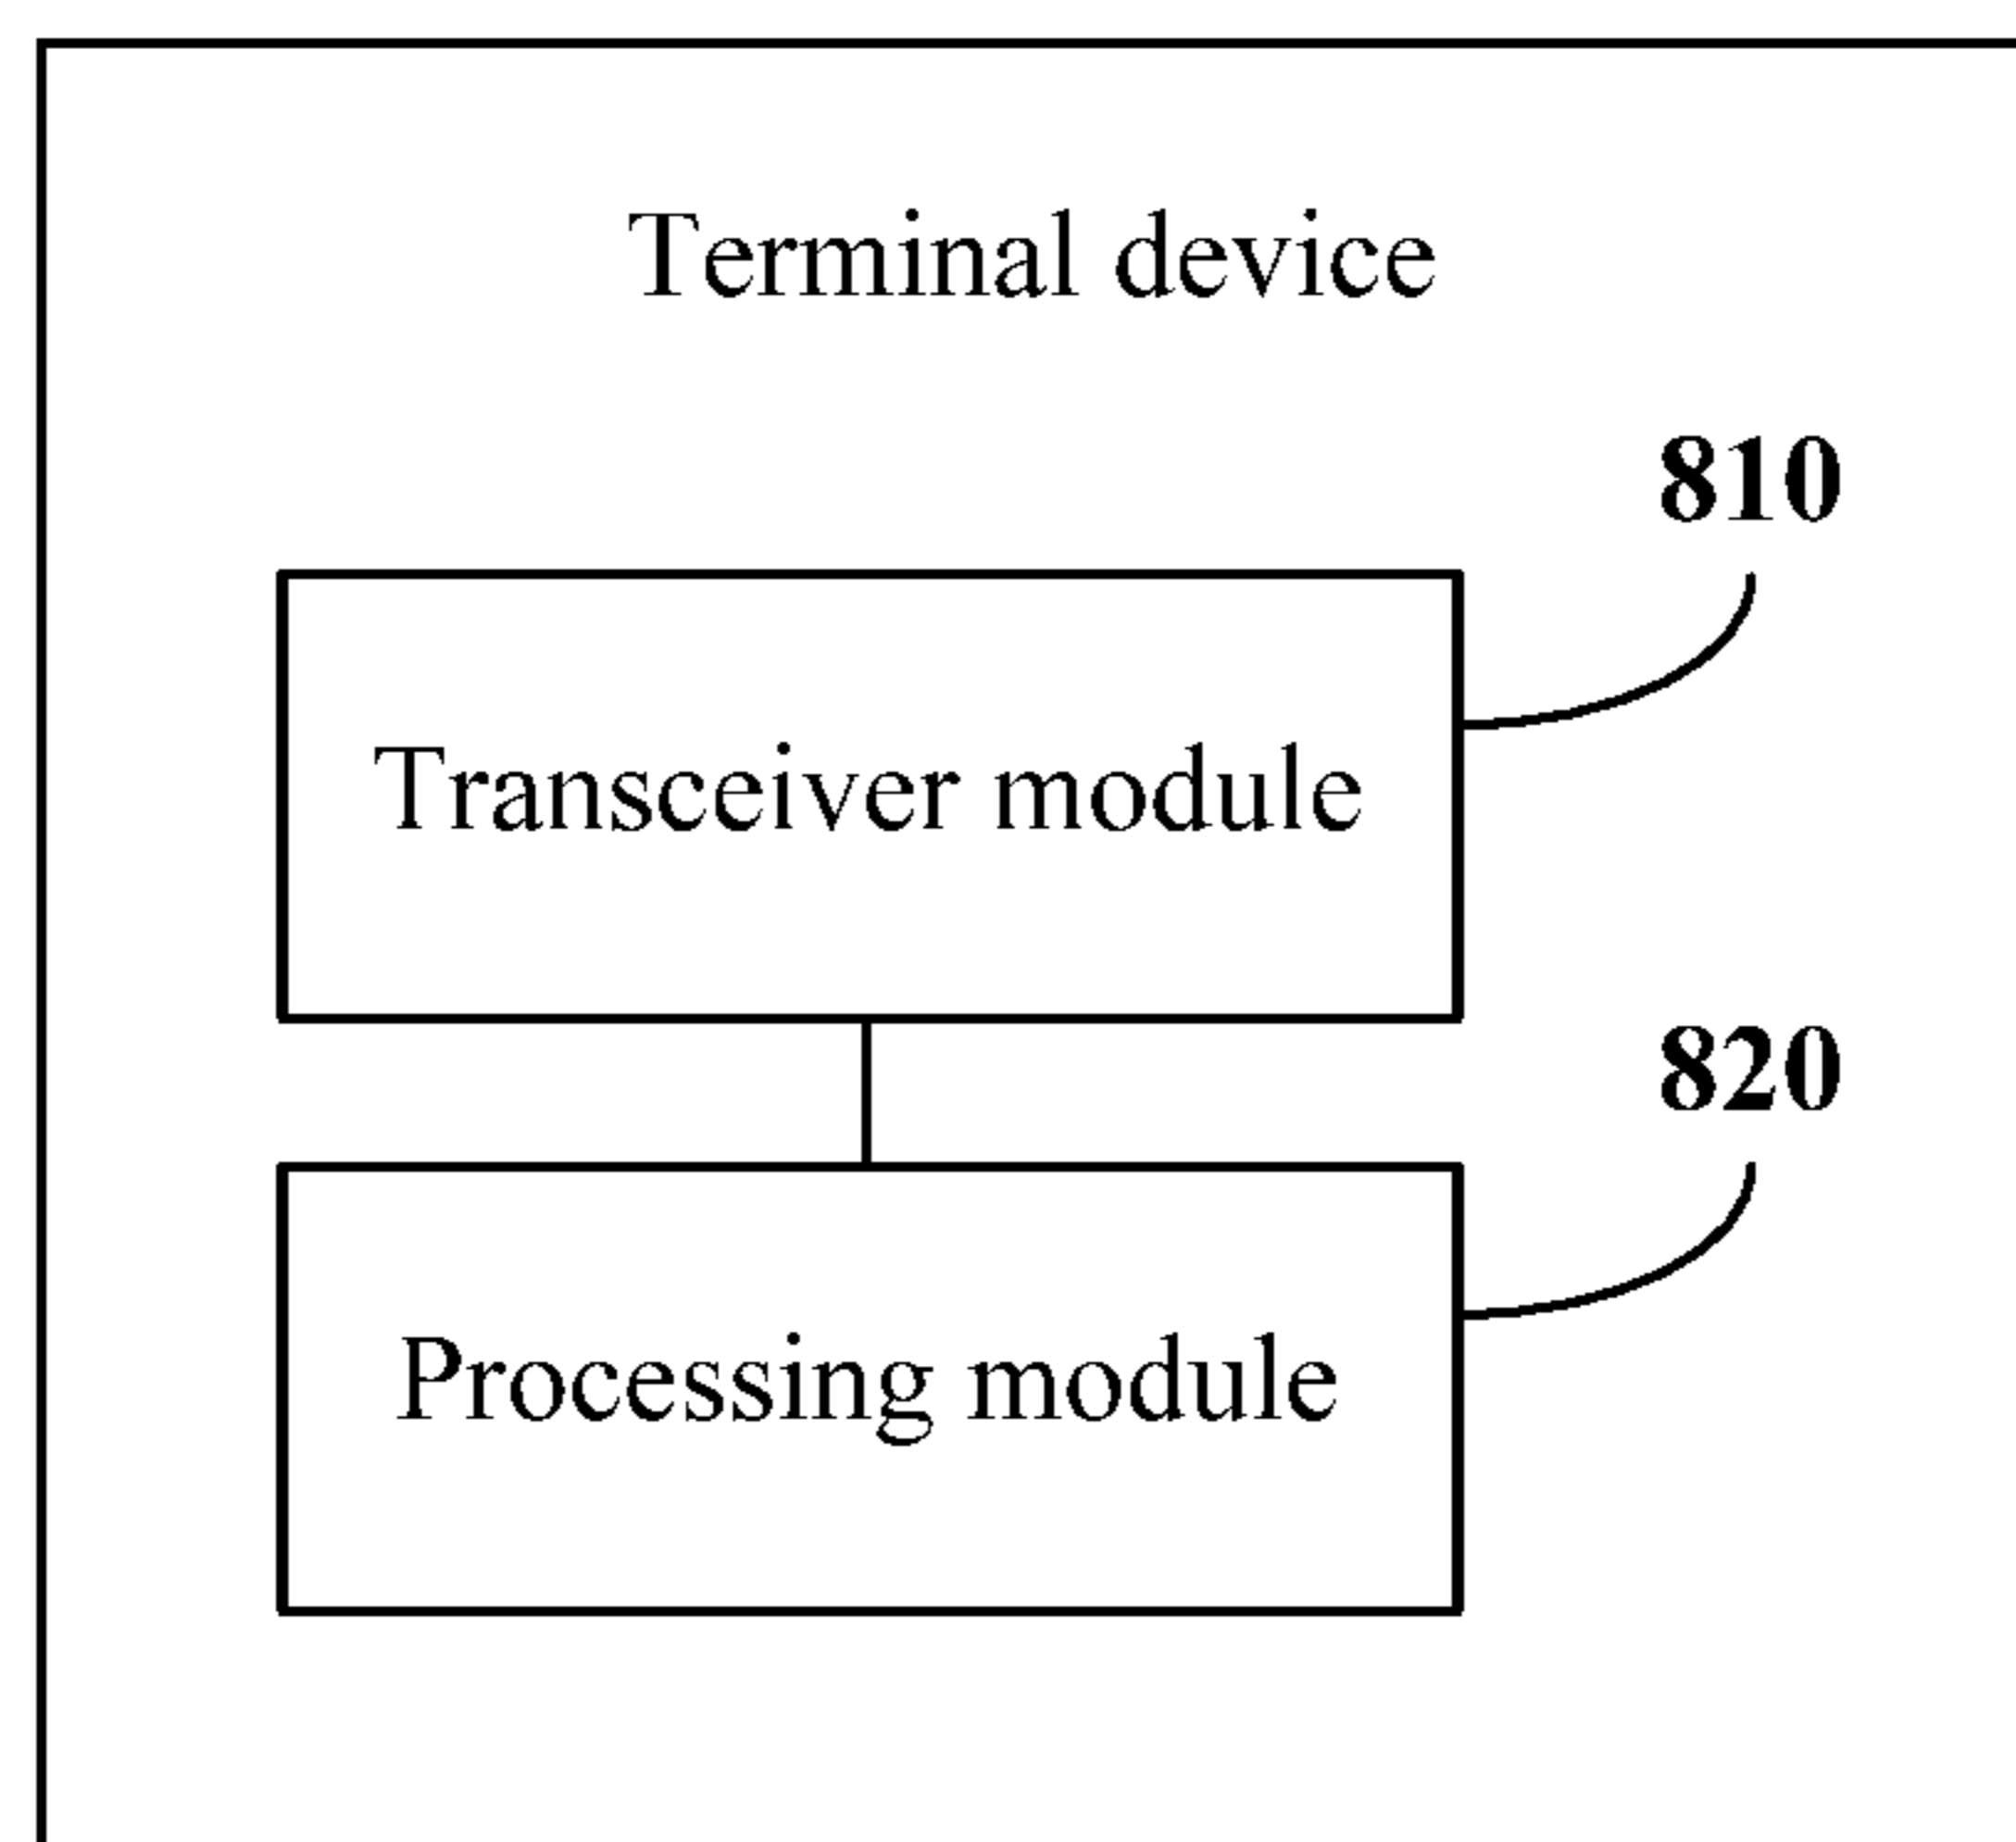 Terminal device
810
Transceiver module
820
Processing module